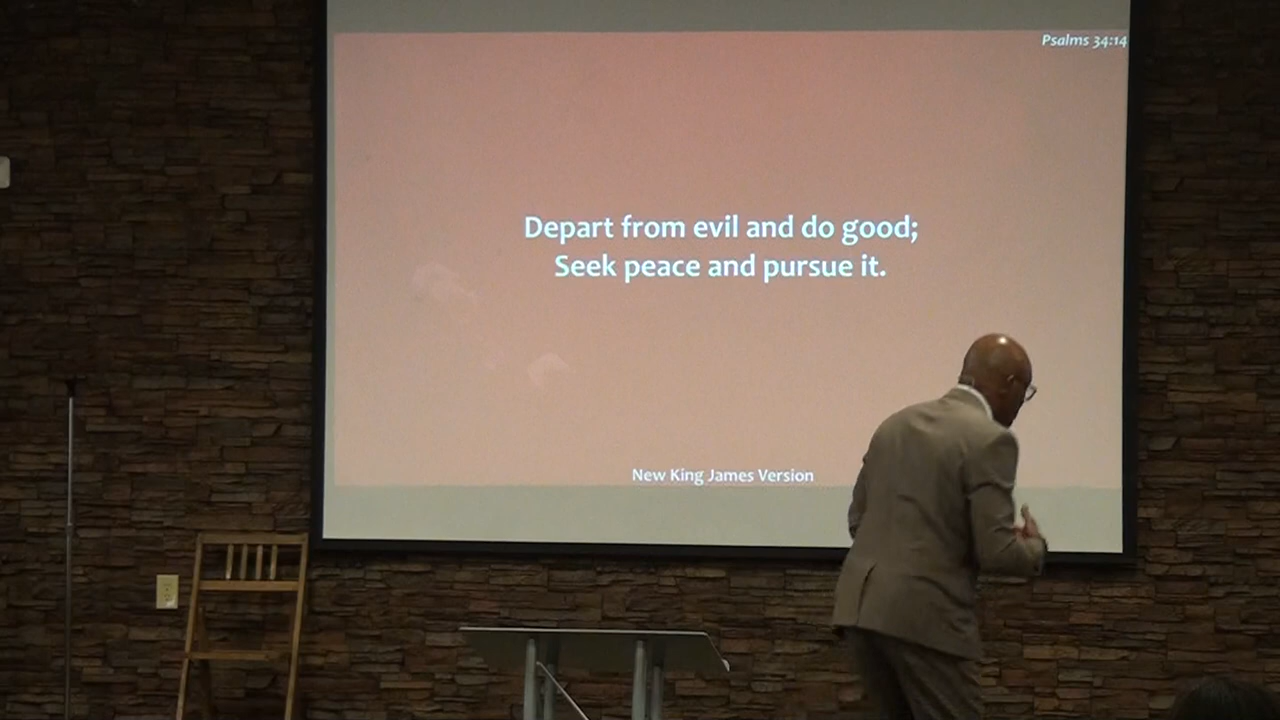 Psalms 34:14
Depart from evil and do good;
Seek peace and pursue it.
New King James Version